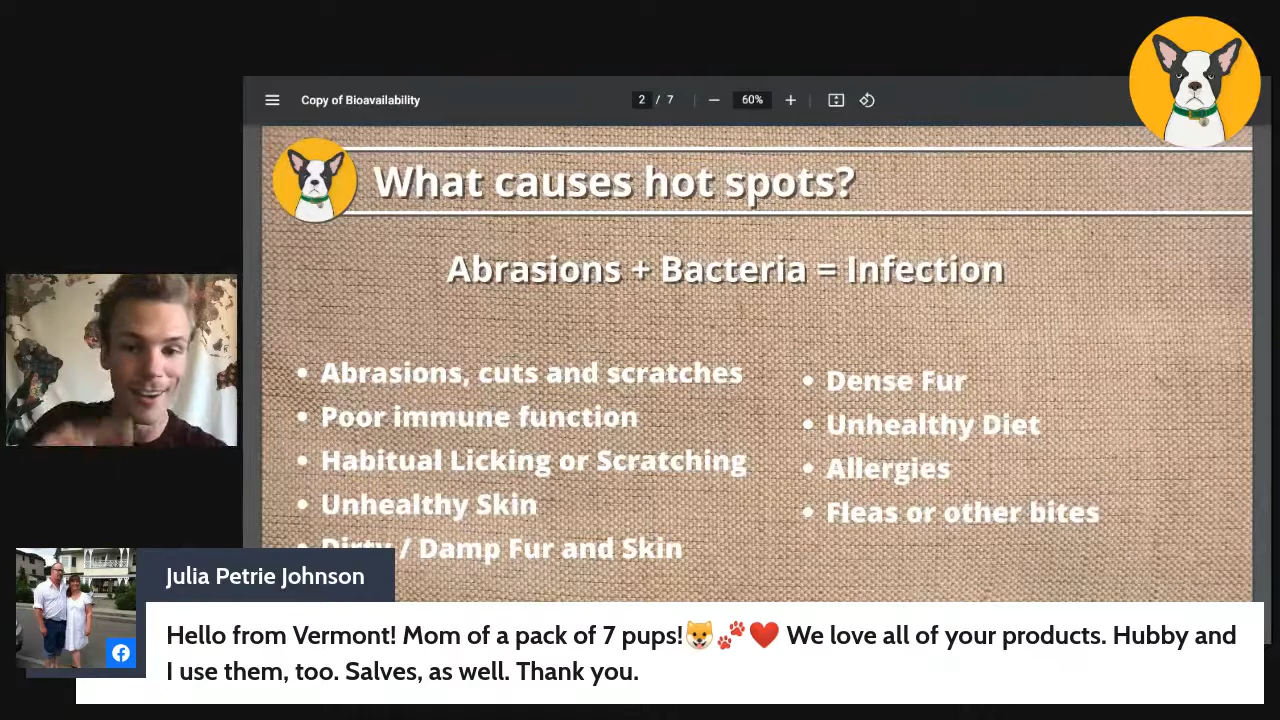 Copy of Bioavailability
2 / 7
60%
What causes hot spots?
Abrasions + Bacteria = Infection
• Abrasions, cuts and scratches
• Poor immune function
• Habitual Licking or Scratching
• Unhealthy Skin
• Dirty / Damp Fur and Skin
• Dense Fur
• Unhealthy Diet
• Allergies
• Fleas or other bites
Julia Petrie Johnson
Hello from Vermont! Mom of a pack of 7 pups!🐶🐾❤️ We love all of your products. Hubby and
I use them, too. Salves, as well. Thank you.